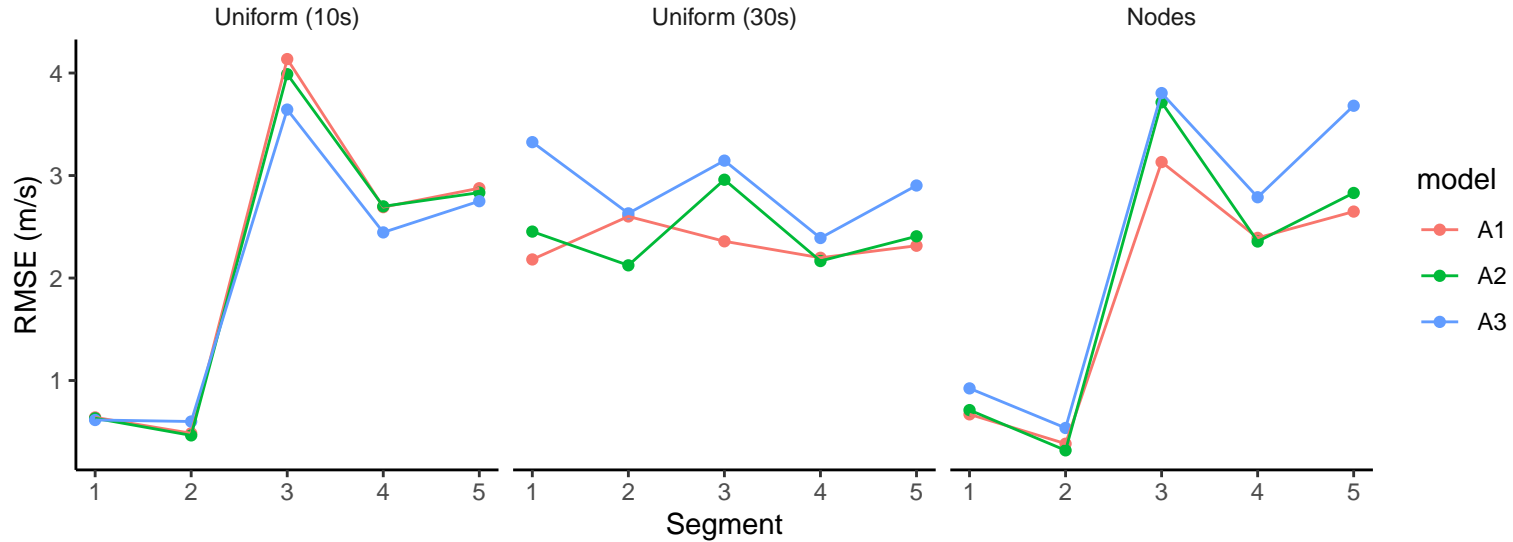 Uniform (10s) Uniform (30s) Nodes
RMSE (m/s)
4
3
2
1
1 2 3 4 5 1 2 3 4 5 1 2 3 4 5
Segment
model
A1
A2
A3